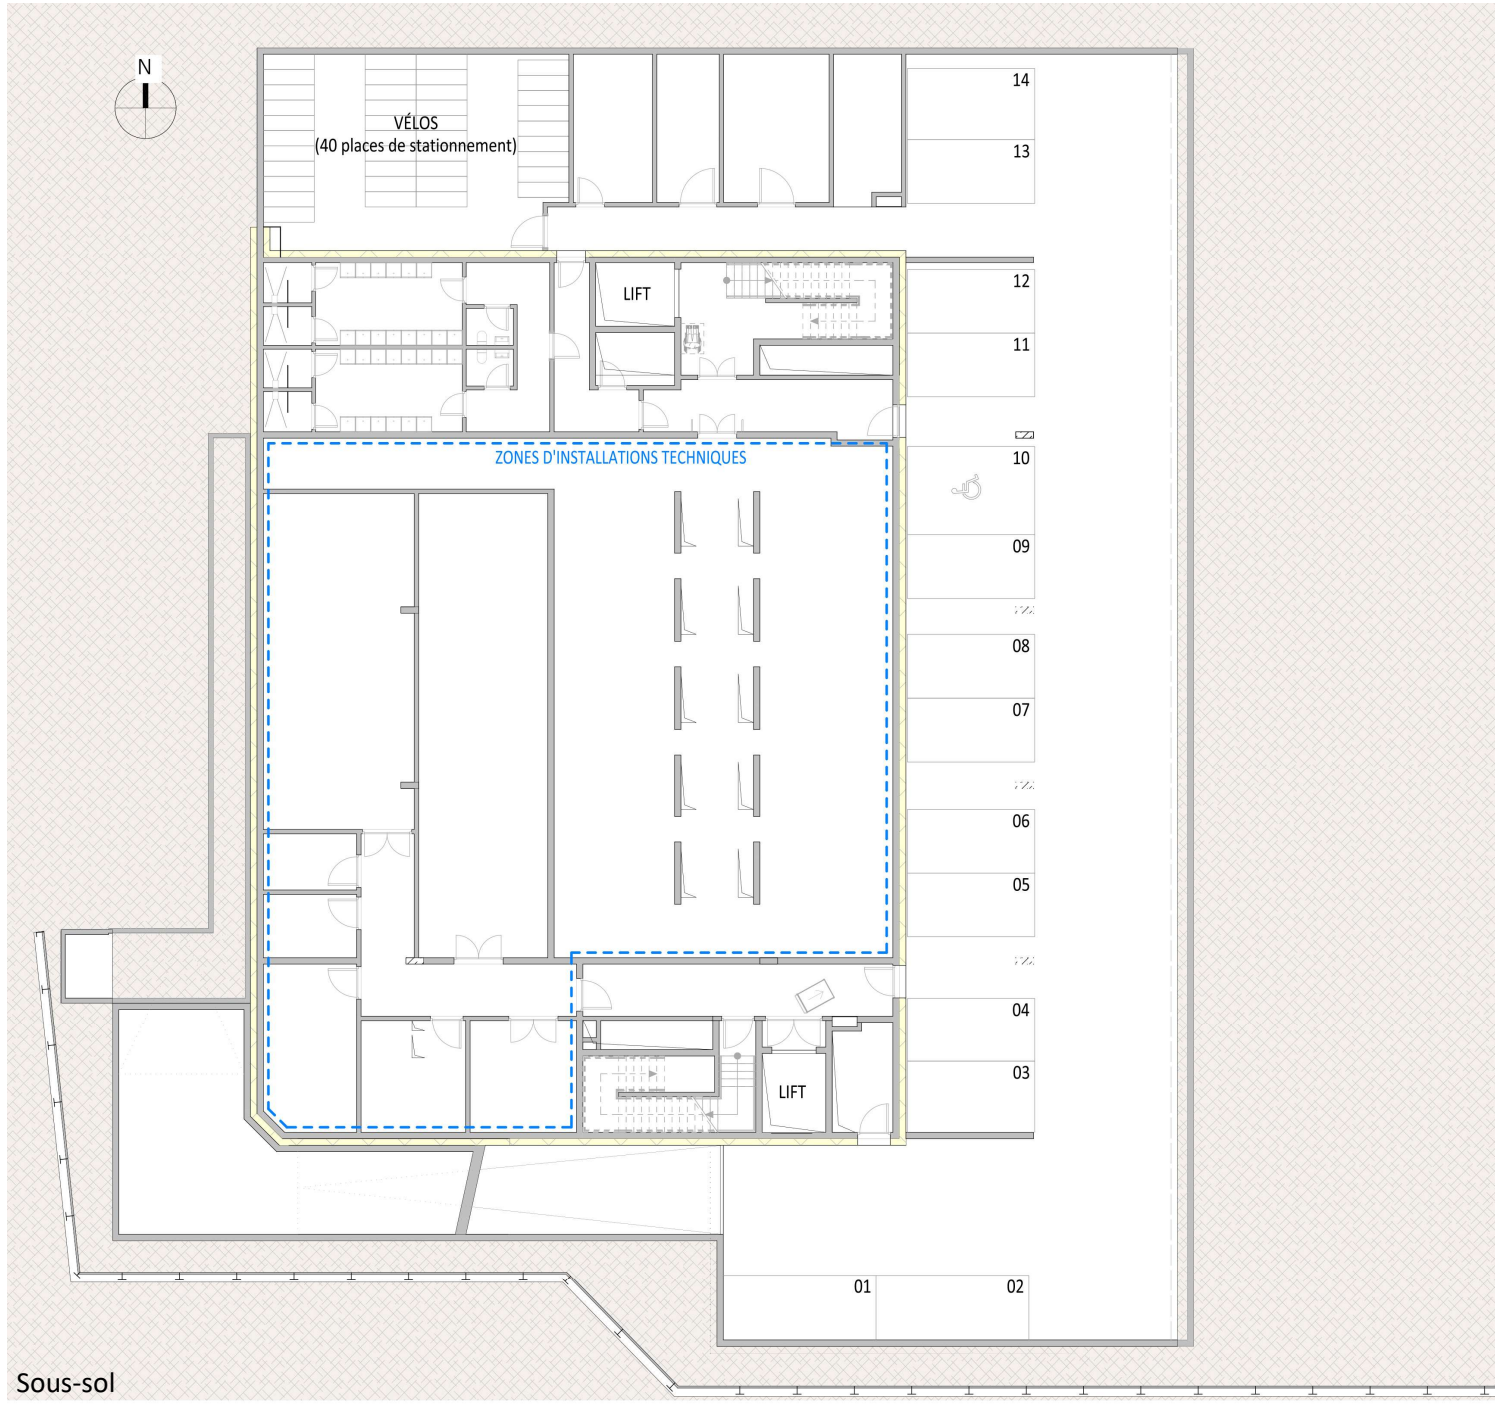 N
VÉLOS
(40 places de stationnement)
14
13
LIFT
12
11
ZONES D'INSTALLATIONS TECHNIQUES
10
09
08
07
06
05
04
03
LIFT
01
02
Sous-sol